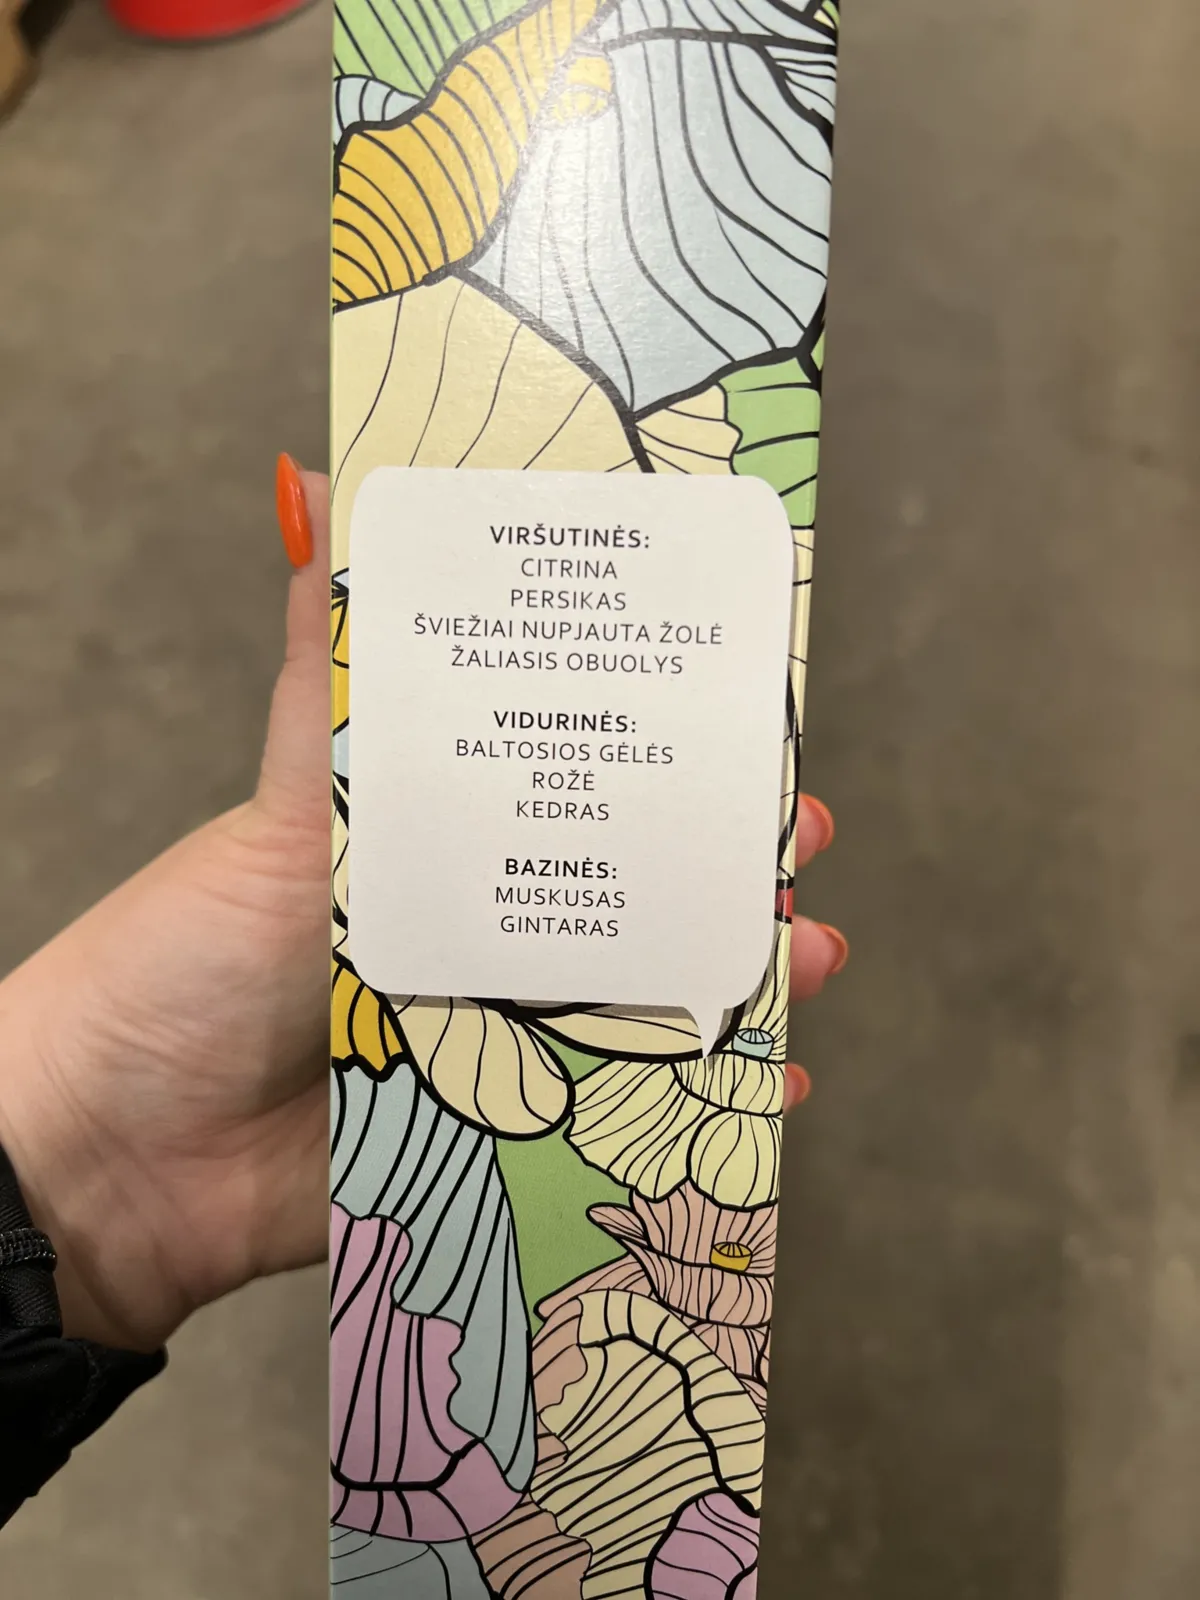 VIRŠUTINĖS:
CITRINA
PERSIKAS
ŠVIEŽIAI NUPJAUTA ŽOLĖ
ŽALIASIS OBUOLYS
VIDURINĖS:
BALTOSIOS GĖLĖS
ROŽĖ
KEDRAS
BAZINĖS:
MUSKUSAS
GINTARAS